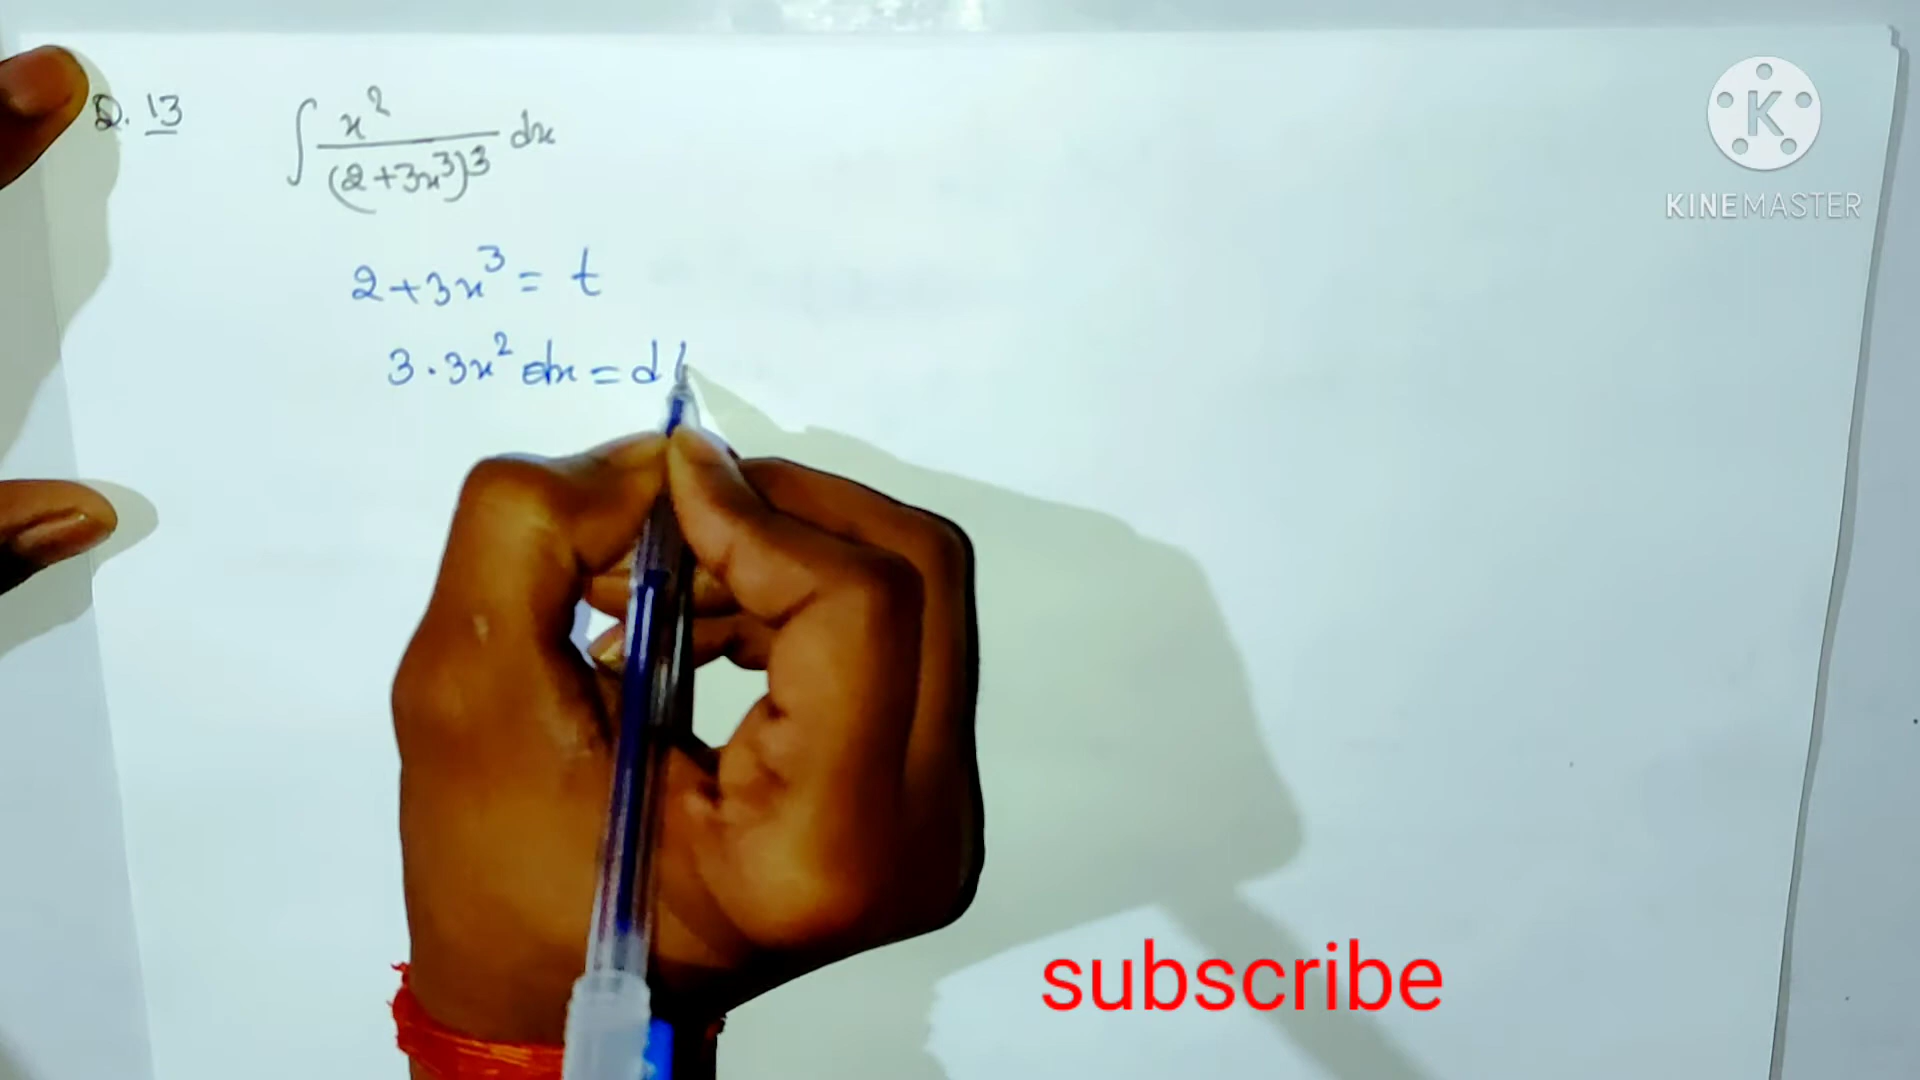 Q. 13 ∫ x² / (2+3x³)³ dx
2+3x³ = t
3·3x² dx = dt
K
KINEMASTER
subscribe